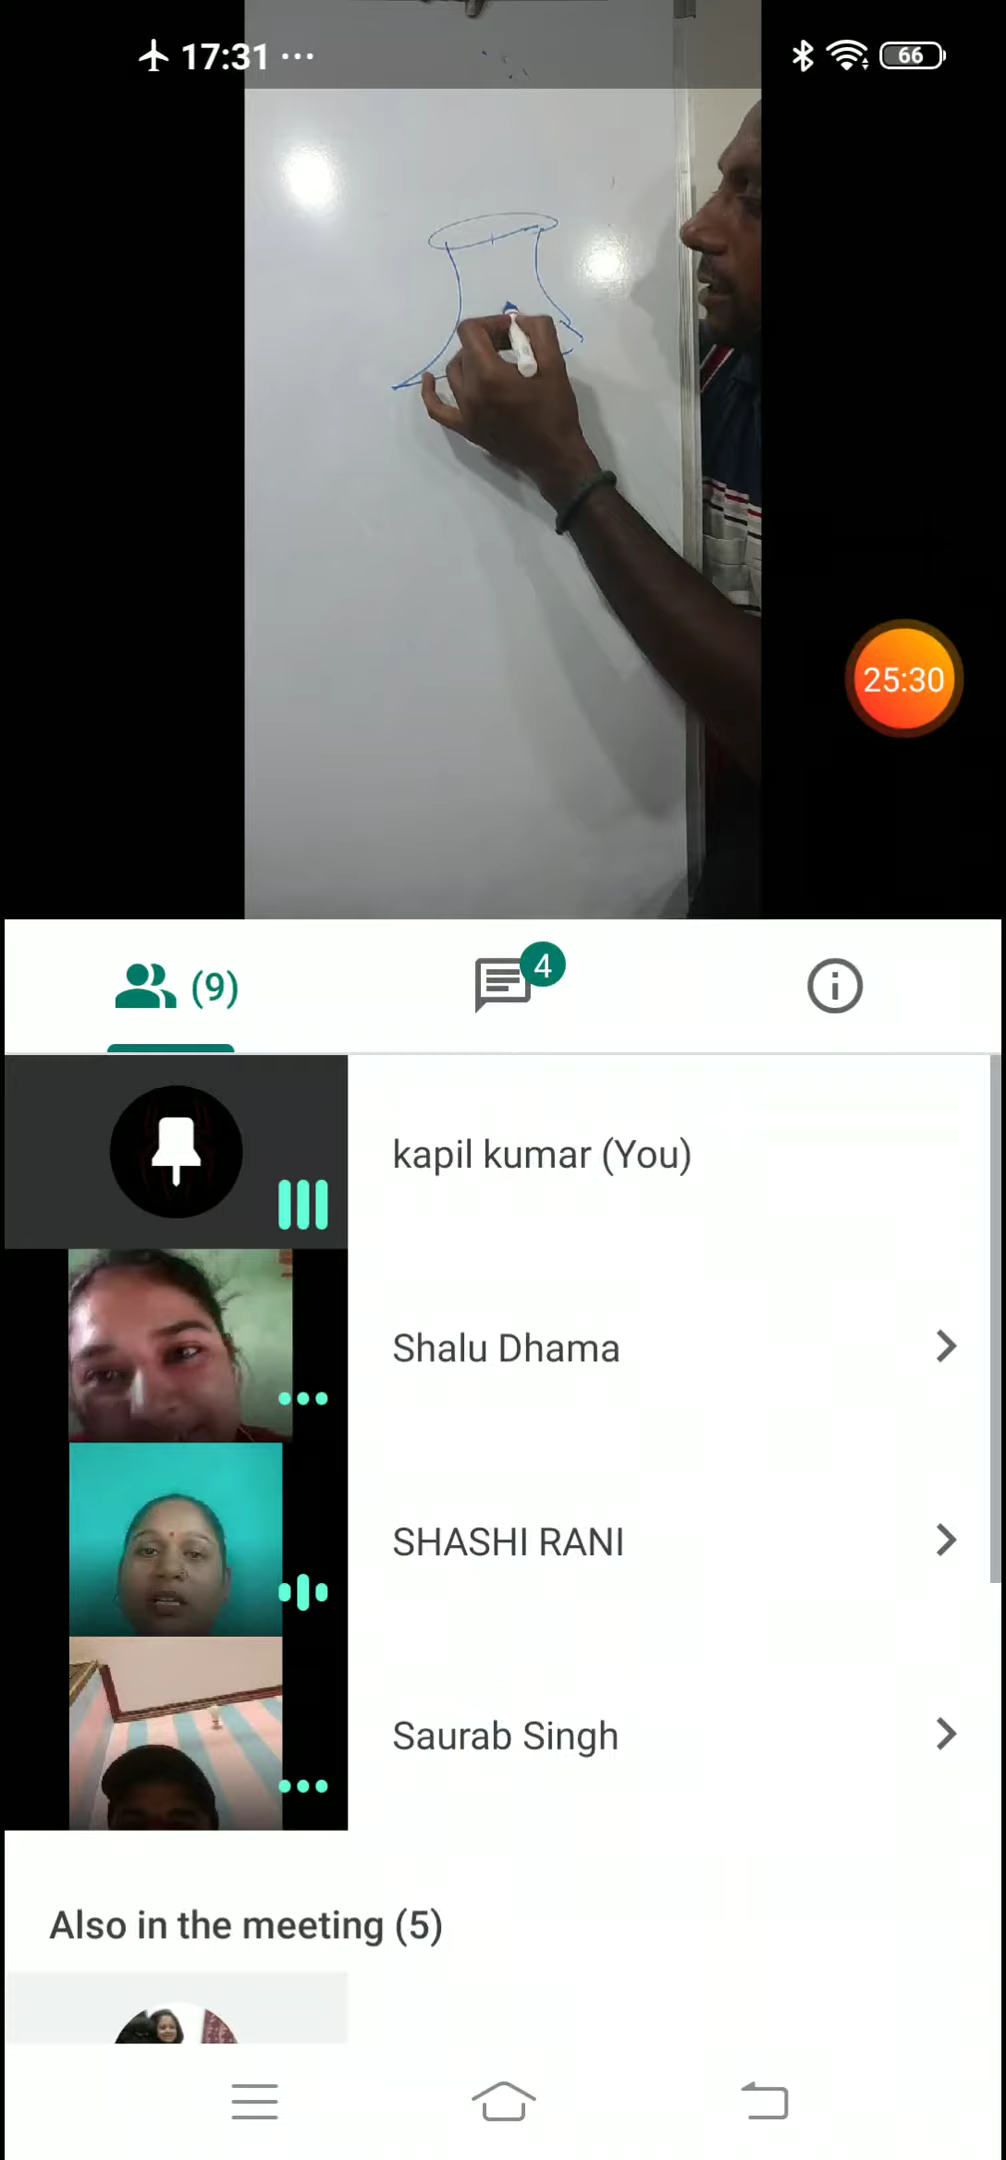 17:31 ...
66
25:30
(9)
4
kapil kumar (You)
Shalu Dhama
SHASHI RANI
Saurab Singh
Also in the meeting (5)